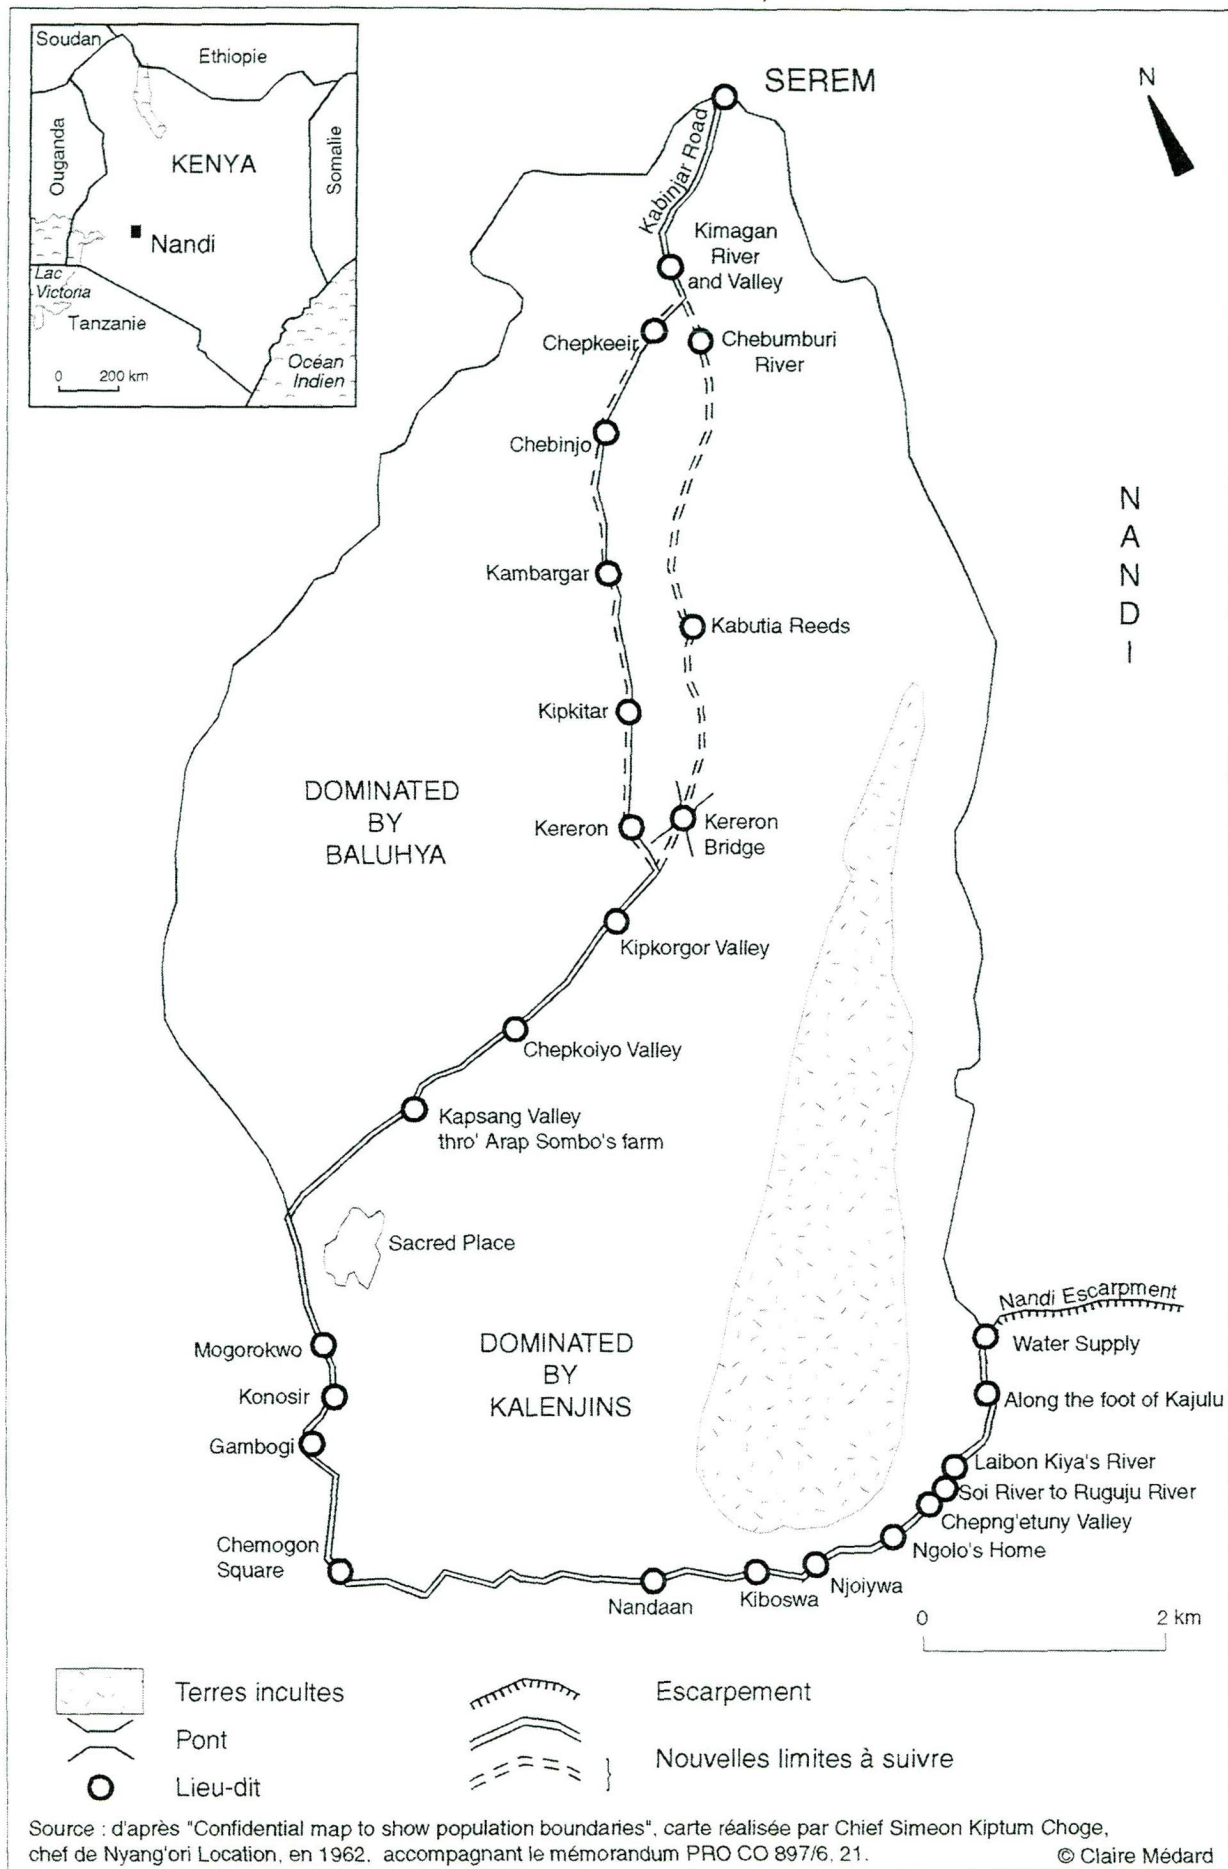 Soudan
Ethiopie
Ouganda
KENYA
Somalie
Nandi
Lac
Victoria
Tanzanie
Océan
Indien
0 200 km
SEREM
N
Kabinjar Road
Kimagan
River
and Valley
Chepkeeir
Chebumburi
River
Chebinjo
NANDI
Kambargar
Kabutia Reeds
Kipkitar
DOMINATED
BY
BALUHYA
Kereron
Kereron
Bridge
Kipkorgor Valley
Chepkoiyo Valley
Kapsang Valley
thro' Arap Sombo's farm
Sacred Place
Nandi Escarpment
Mogorokwo
DOMINATED
BY
KALENJINS
Water Supply
Konosir
Along the foot of Kajulu
Gambogi
Laibon Kiya's River
Soi River to Ruguju River
Chepng'etuny Valley
Chemogon
Square
Ngolo's Home
Njoiywa
Kiboswa
Nandaan
0 2 km
Terres incultes
Escarpement
Pont
Nouvelles limites à suivre
Lieu-dit
Source : d'après "Confidential map to show population boundaries", carte réalisée par Chief Simeon Kiptum Choge,
chef de Nyang'ori Location, en 1962. accompagnant le mémorandum PRO CO 897/6, 21.
© Claire Médard